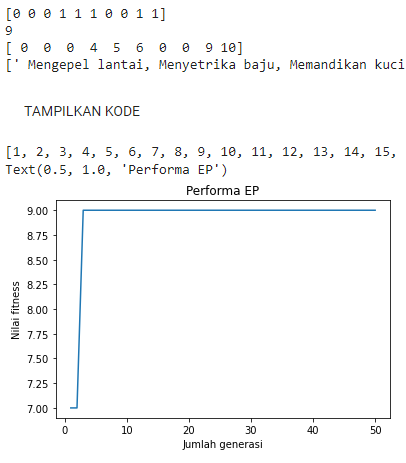 [0 0 0 1 1 1 0 0 1 1]
9
[ 0 0 0 4 5 6 0 0 9 10]
[' Mengepel lantai, Menyetrika baju, Memandikan kuci
TAMPILKAN KODE
[1, 2, 3, 4, 5, 6, 7, 8, 9, 10, 11, 12, 13, 14, 15,
Text(0.5, 1.0, 'Performa EP')
Performa EP
9.00
8.75
8.50
8.25
8.00
7.75
7.50
7.25
7.00
Nilai fitness
0 10 20 30 40 50
Jumlah generasi